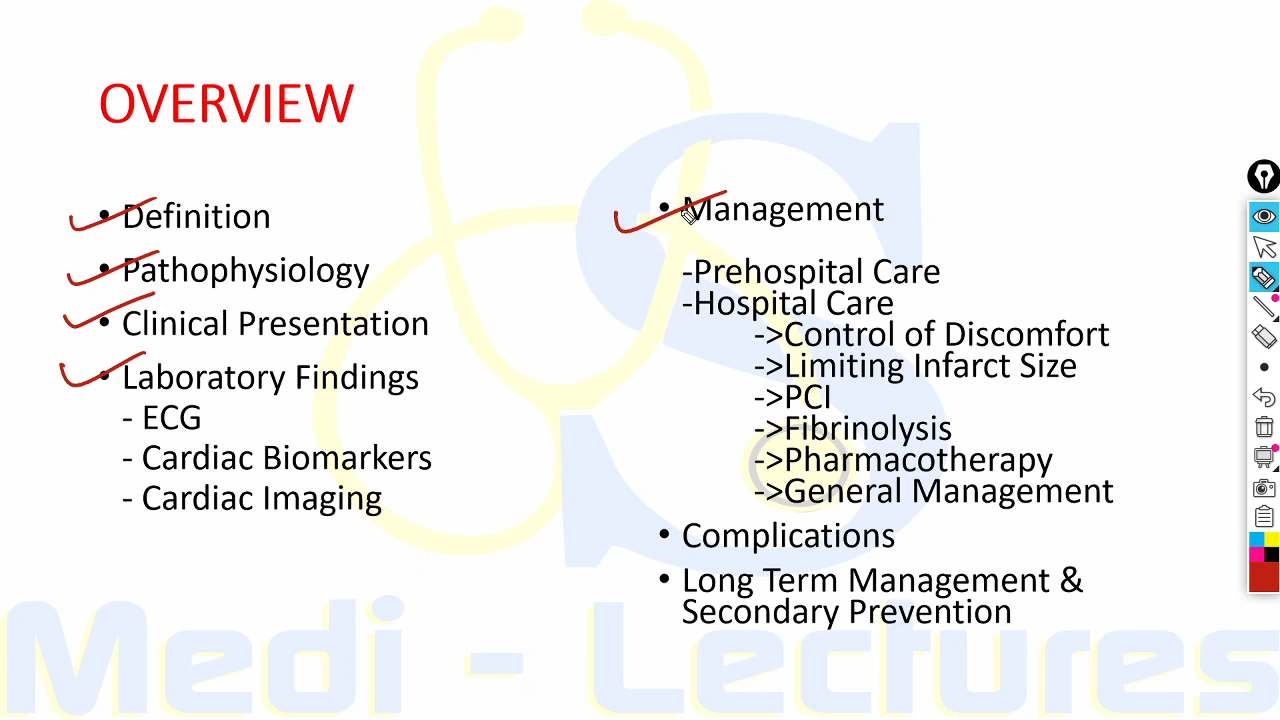 OVERVIEW
• Definition
• Pathophysiology
• Clinical Presentation
• Laboratory Findings
- ECG
- Cardiac Biomarkers
- Cardiac Imaging
• Management
-Prehospital Care
-Hospital Care
->Control of Discomfort
->Limiting Infarct Size
->PCI
->Fibrinolysis
->Pharmacotherapy
->General Management
• Complications
• Long Term Management &
Secondary Prevention
Medi - Lectures